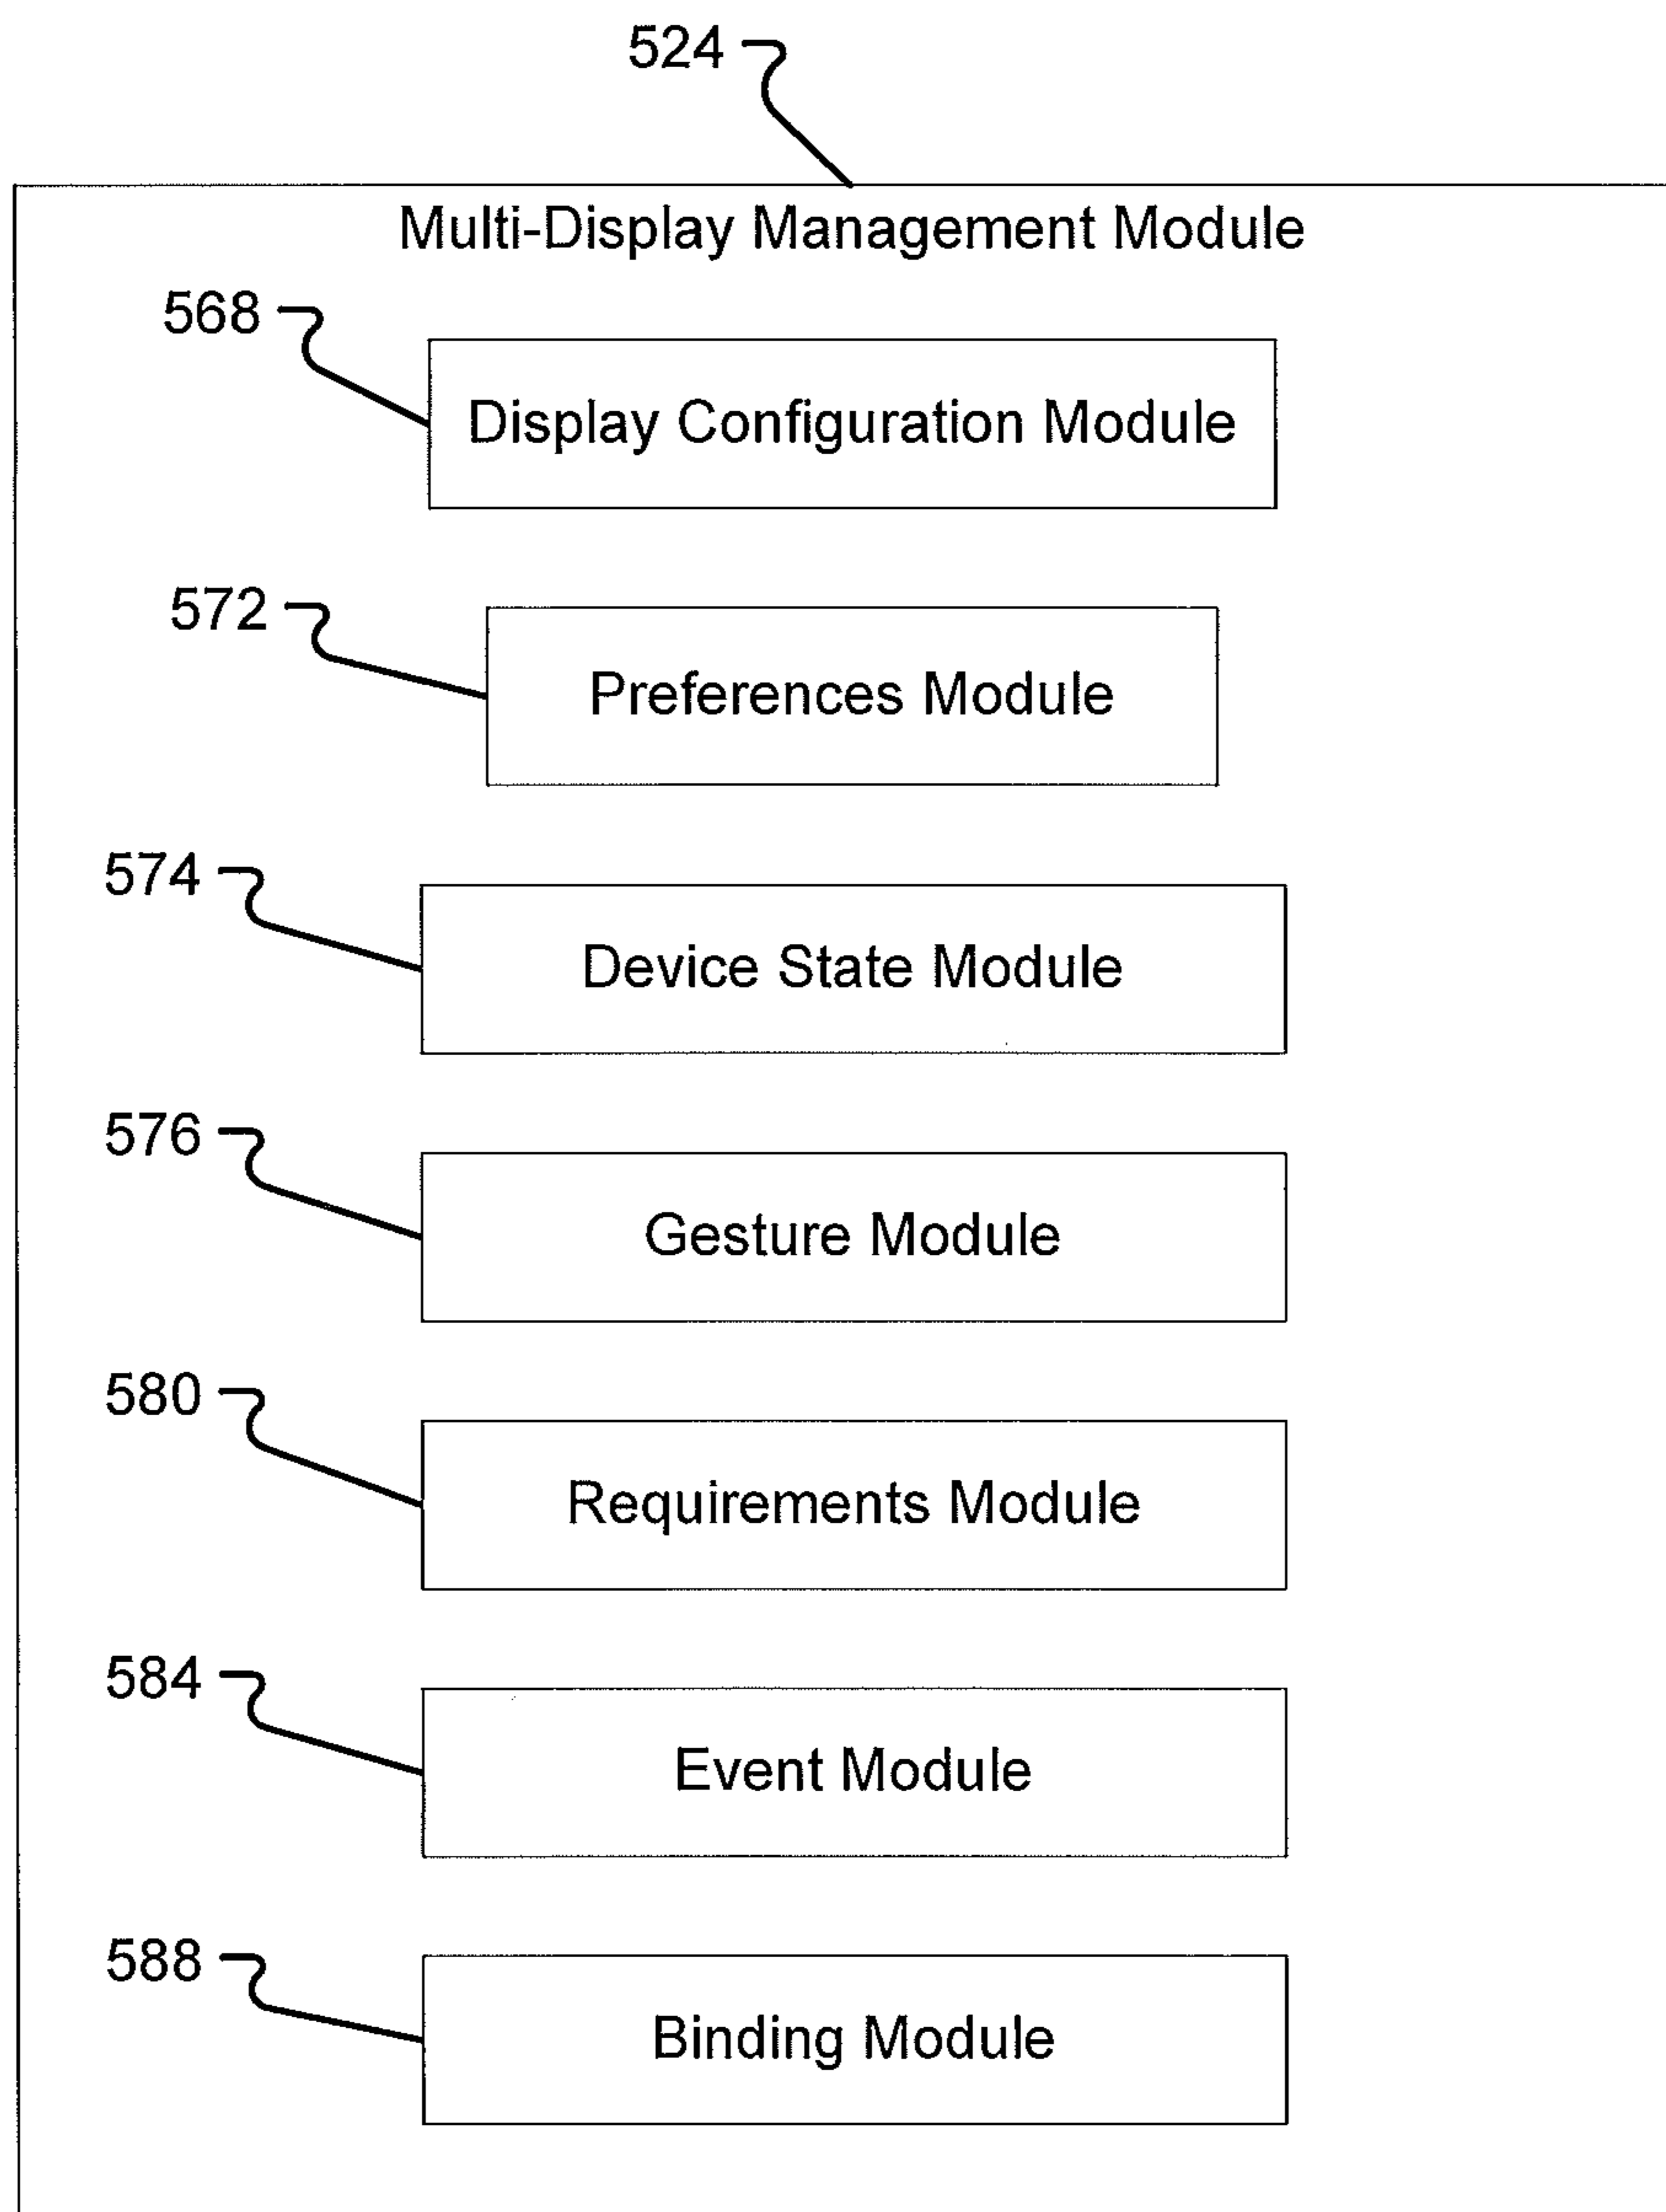 524
Multi-Display Management Module
568
Display Configuration Module
572
Preferences Module
574
Device State Module
576
Gesture Module
580
Requirements Module
584
Event Module
588
Binding Module